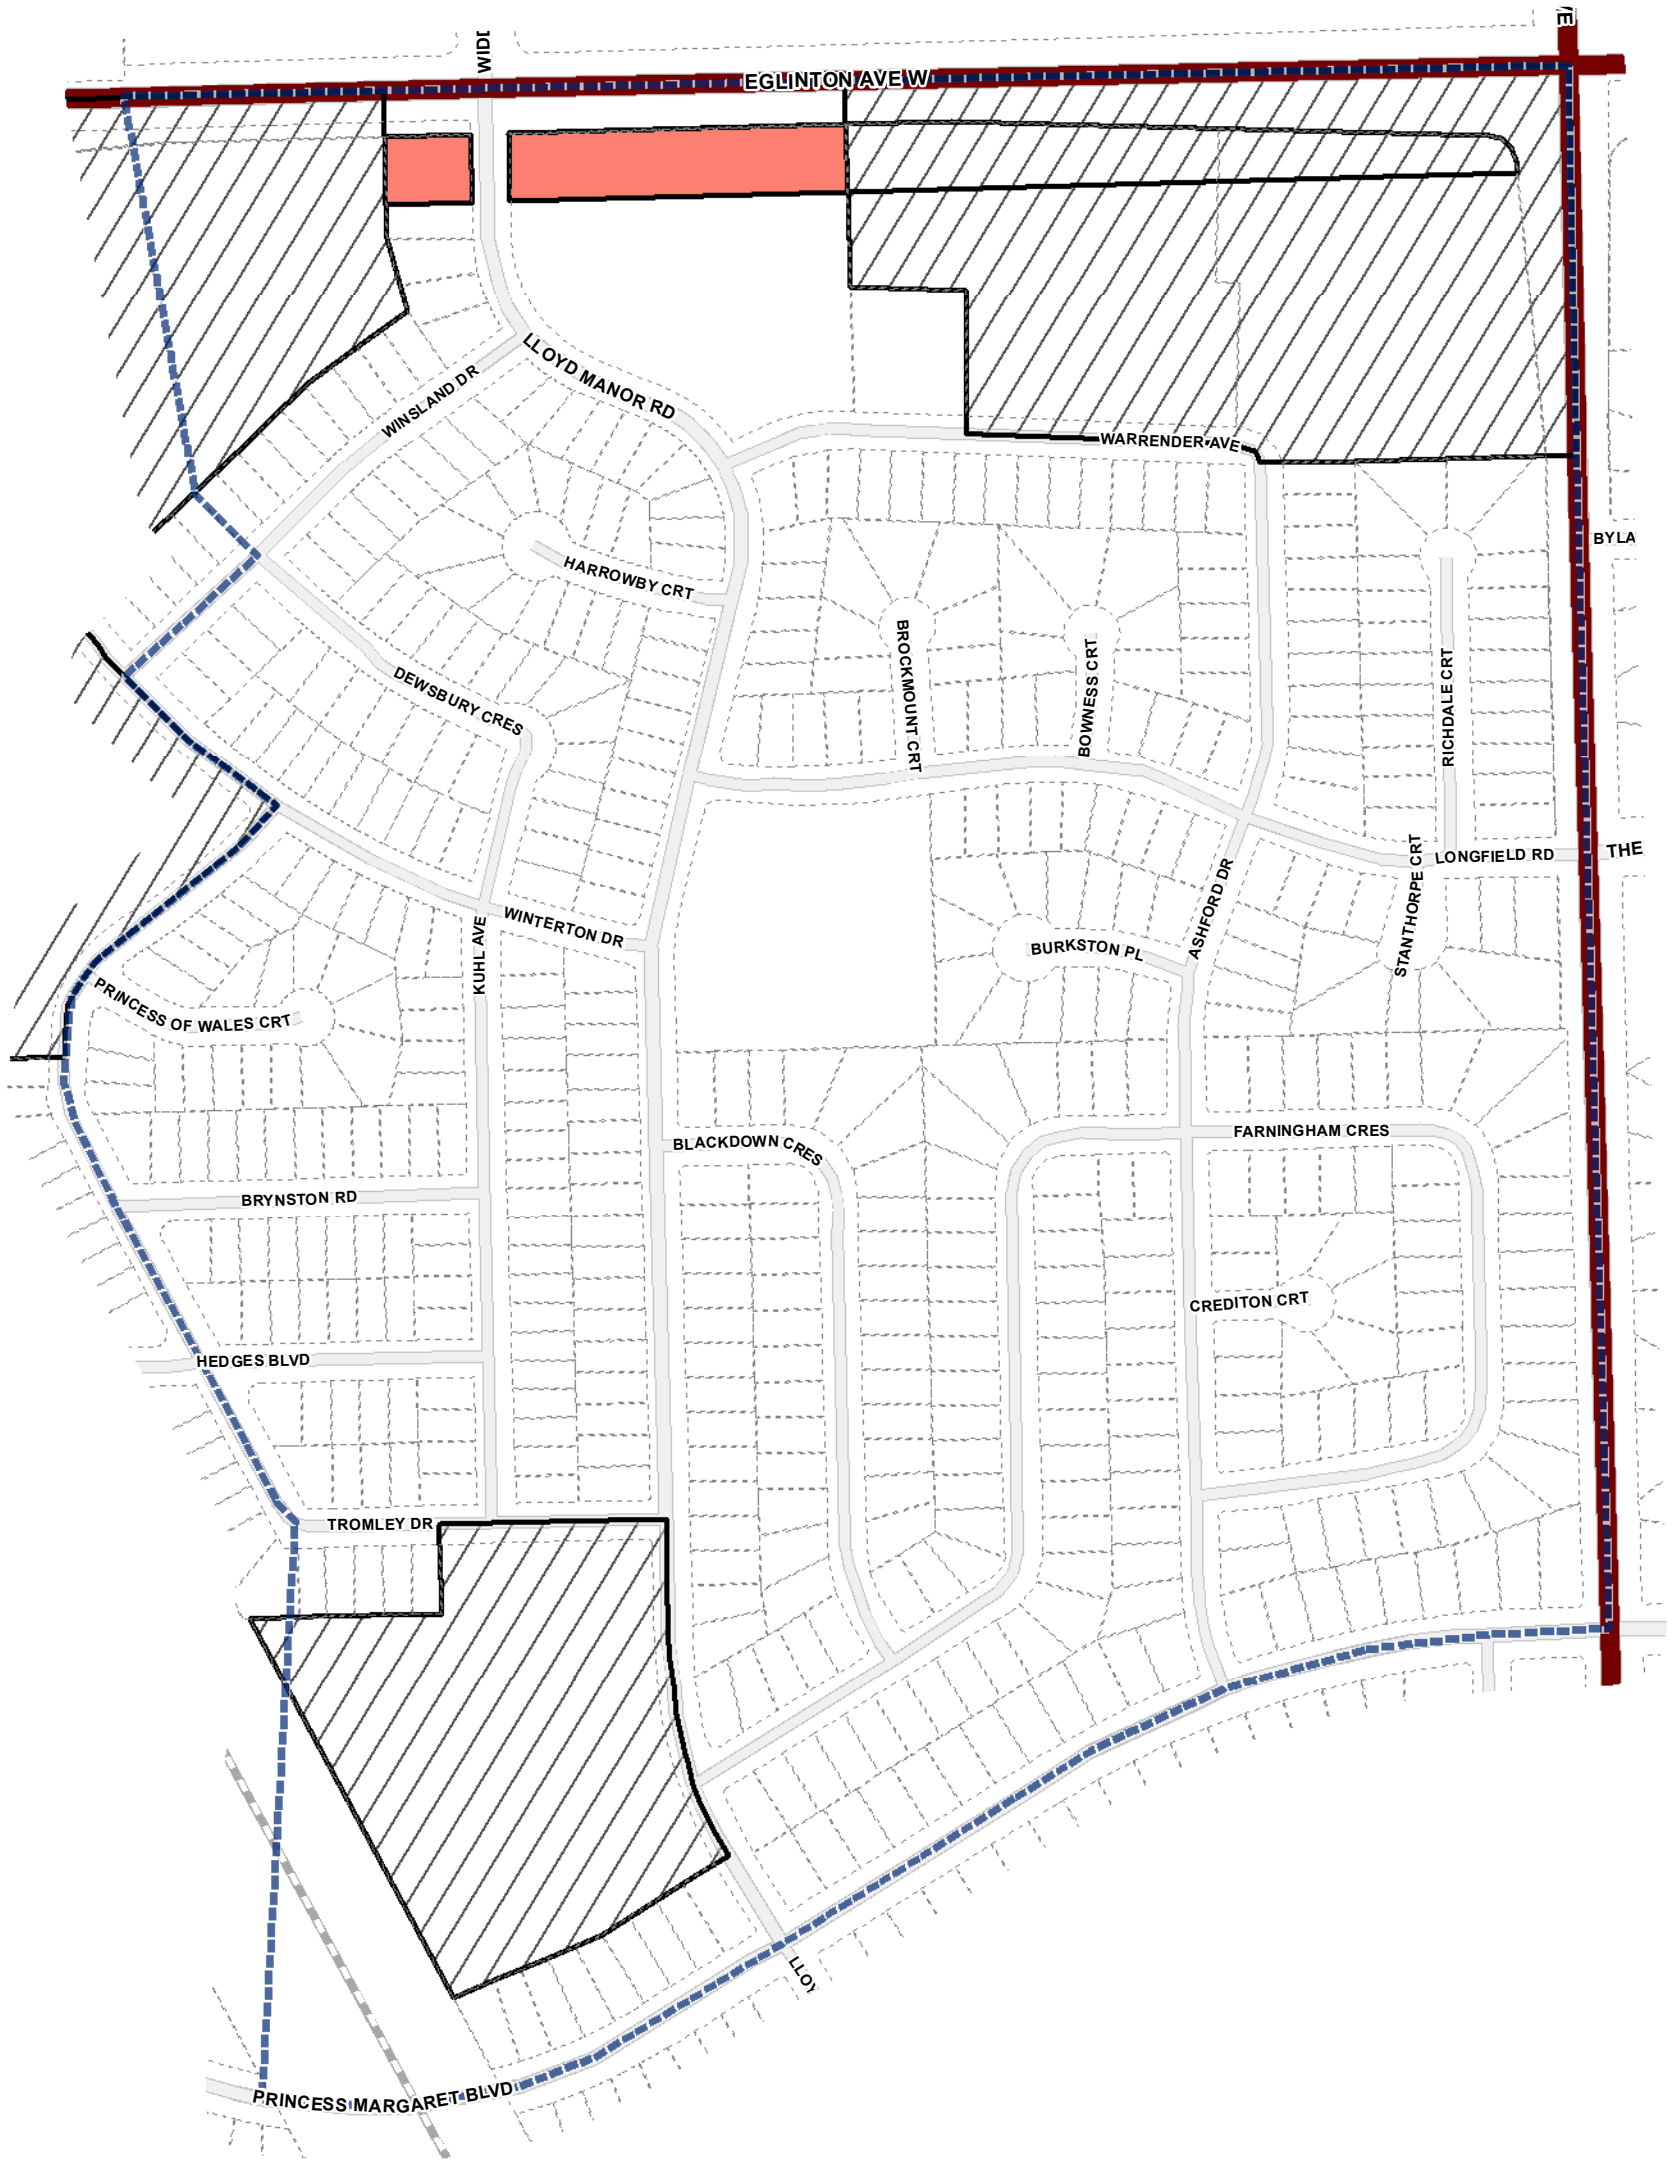 E
WIDD
EGLINTON AVE W
LLOYD MANOR RD
WINSLAND DR
WARRENDER AVE
BYLA
HARROWBY CRT
BROCKMOUNT CRT
BOWNESS CRT
RICHDALE CRT
DEWSBURY CRES
LONGFIELD RD
THE
STANTHORPE CRT
ASHFORD DR
WINTERTON DR
KUHL AVE
BURKSTON PL
PRINCESS OF WALES CRT
BLACKDOWN CRES
FARNINGHAM CRES
BRYNSTON RD
CREDITON CRT
HEDGES BLVD
TROMLEY DR
LLOY
PRINCESS MARGARET BLVD